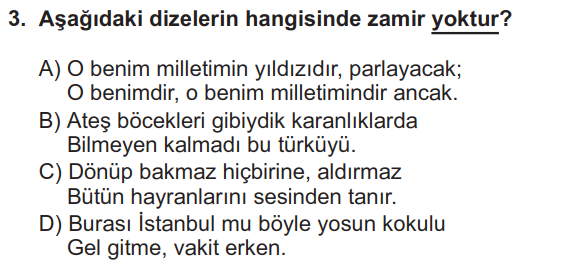 3. Aşağıdaki dizelerin hangisinde zamir yoktur?
A) O benim milletimin yıldızıdır, parlayacak;
O benimdir, o benim milletimindir ancak.
B) Ateş böcekleri gibiydik karanlıklarda
Bilmeyen kalmadı bu türküyü.
C) Dönüp bakmaz hiçbirine, aldırmaz
Bütün hayranlarını sesinden tanır.
D) Burası İstanbul mu böyle yosun kokulu
Gel gitme, vakit erken.